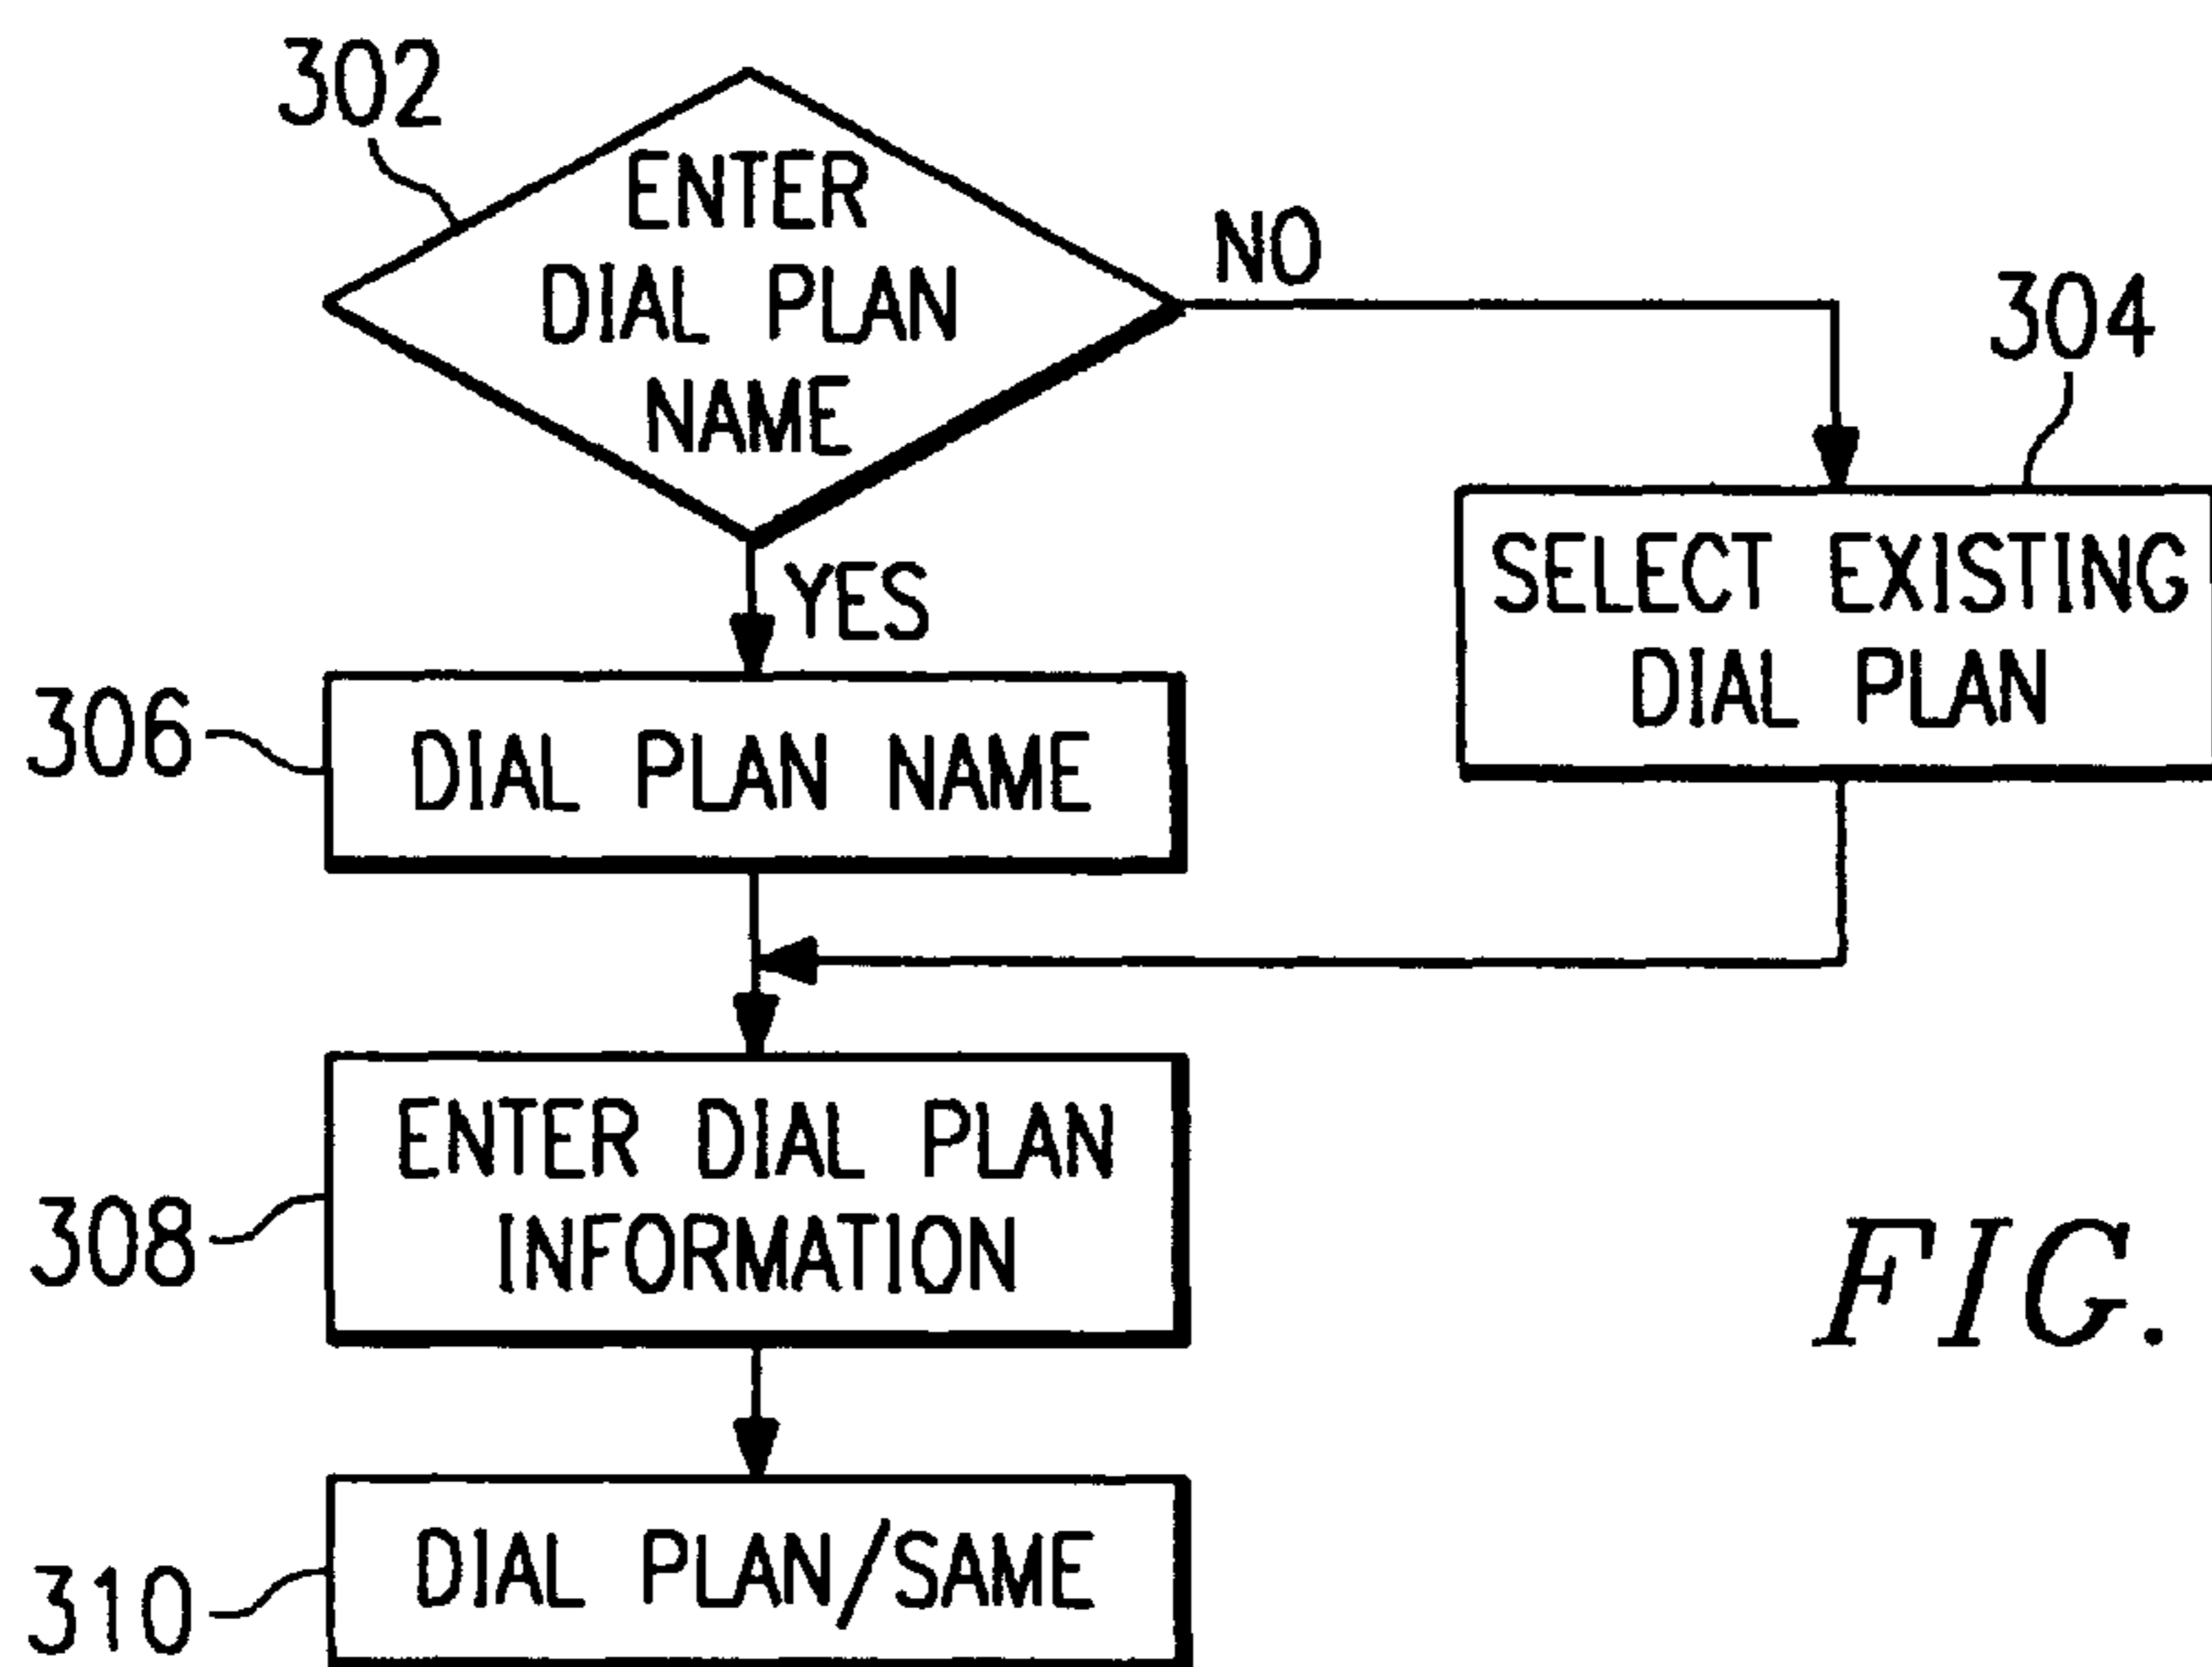 302
ENTER
DIAL PLAN
NAME
NO
304
YES
SELECT EXISTING
DIAL PLAN
306
DIAL PLAN NAME
308
ENTER DIAL PLAN
INFORMATION
FIG.
310
DIAL PLAN/SAME